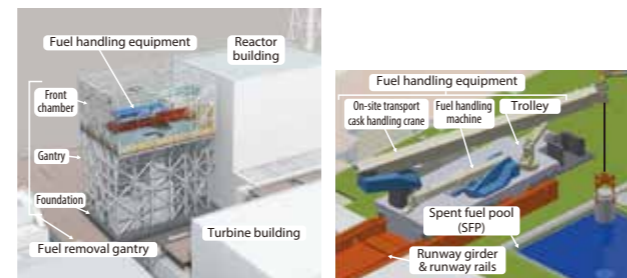 Fuel handling equipment
Reactor
building
Front
chamber
Gantry
Foundation
Fuel removal gantry
Turbine building
Fuel handling equipment
On-site transport
cask handling crane
Fuel handling
machine
Trolley
Spent fuel pool
(SFP)
Runway girder
& runway rails